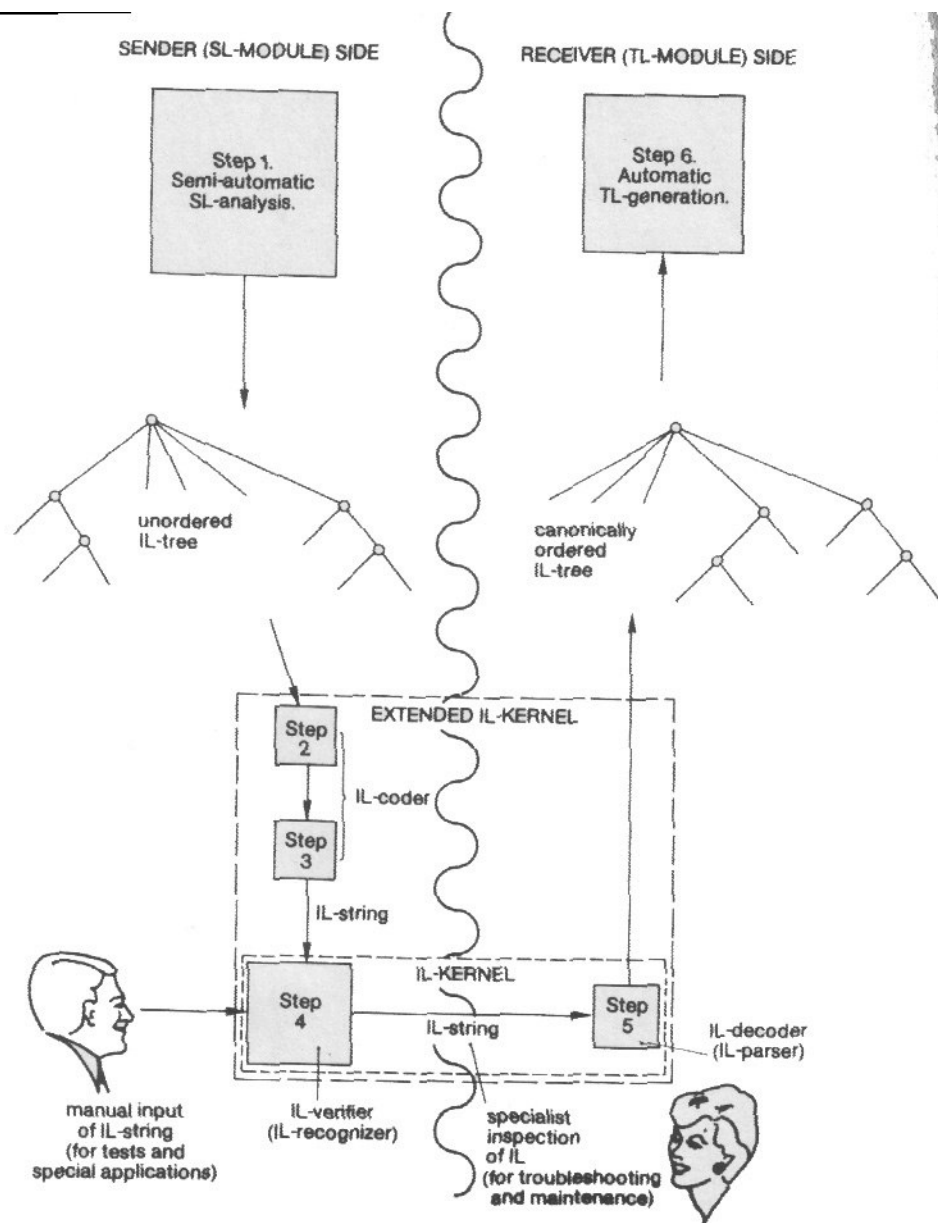 SENDER (SL-MODULE) SIDE
RECEIVER (TL-MODULE) SIDE
Step 1.
Semi-automatic
SL-analysis.
Step 6.
Automatic
TL-generation.
unordered
IL-tree
canonically
ordered
IL-tree
EXTENDED IL-KERNEL
Step
2
IL-coder
Step
3
IL-string
IL-KERNEL
Step
4
IL-string
Step
5
IL-decoder
(IL-parser)
manual input
of IL-string
(for tests and
special applications)
IL-verifier
(IL-recognizer)
specialist
inspection
of IL
(for troubleshooting
and maintenance)